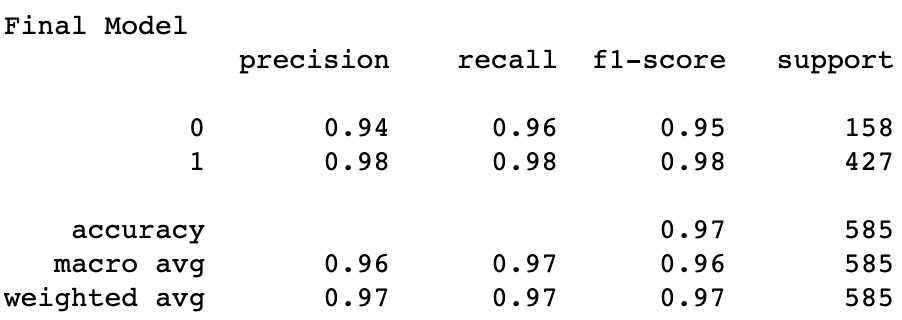 Final Model
precision recall f1-score support
0 0.94 0.96 0.95 158
1 0.98 0.98 0.98 427
accuracy 0.97 585
macro avg 0.96 0.97 0.96 585
weighted avg 0.97 0.97 0.97 585